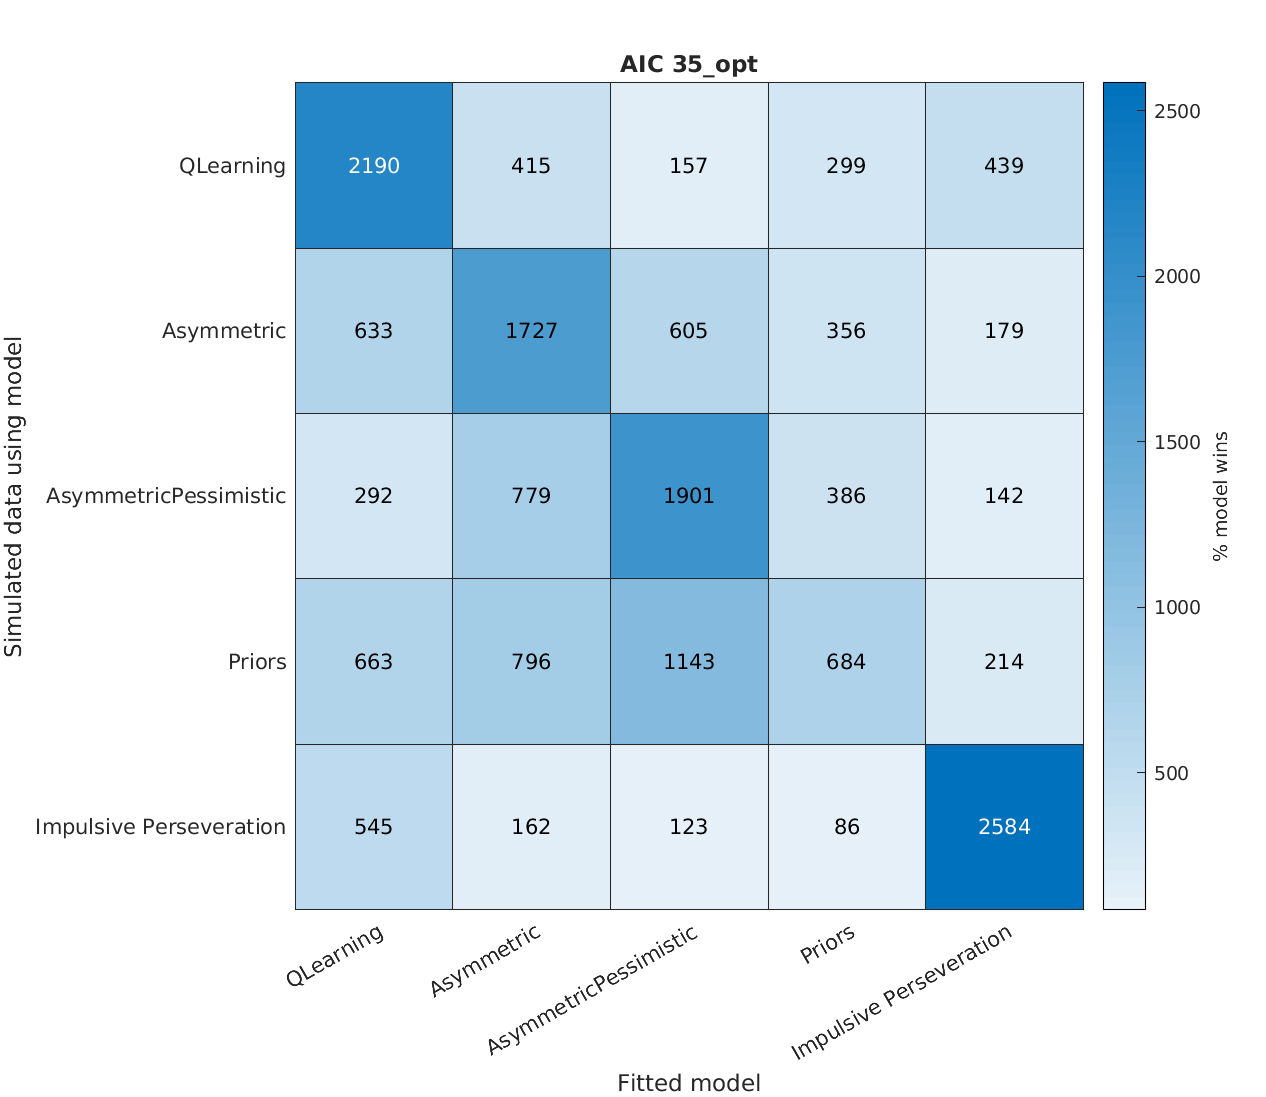 AIC 35_opt
Simulated data using model
QLearning 2190 415 157 299 439
Asymmetric 633 1727 605 356 179
AsymmetricPessimistic 292 779 1901 386 142
Priors 663 796 1143 684 214
Impulsive Perseveration 545 162 123 86 2584
QLearning
Asymmetric
AsymmetricPessimistic
Priors
Impulsive Perseveration
Fitted model
2500
2000
1500
1000
500
% model wins